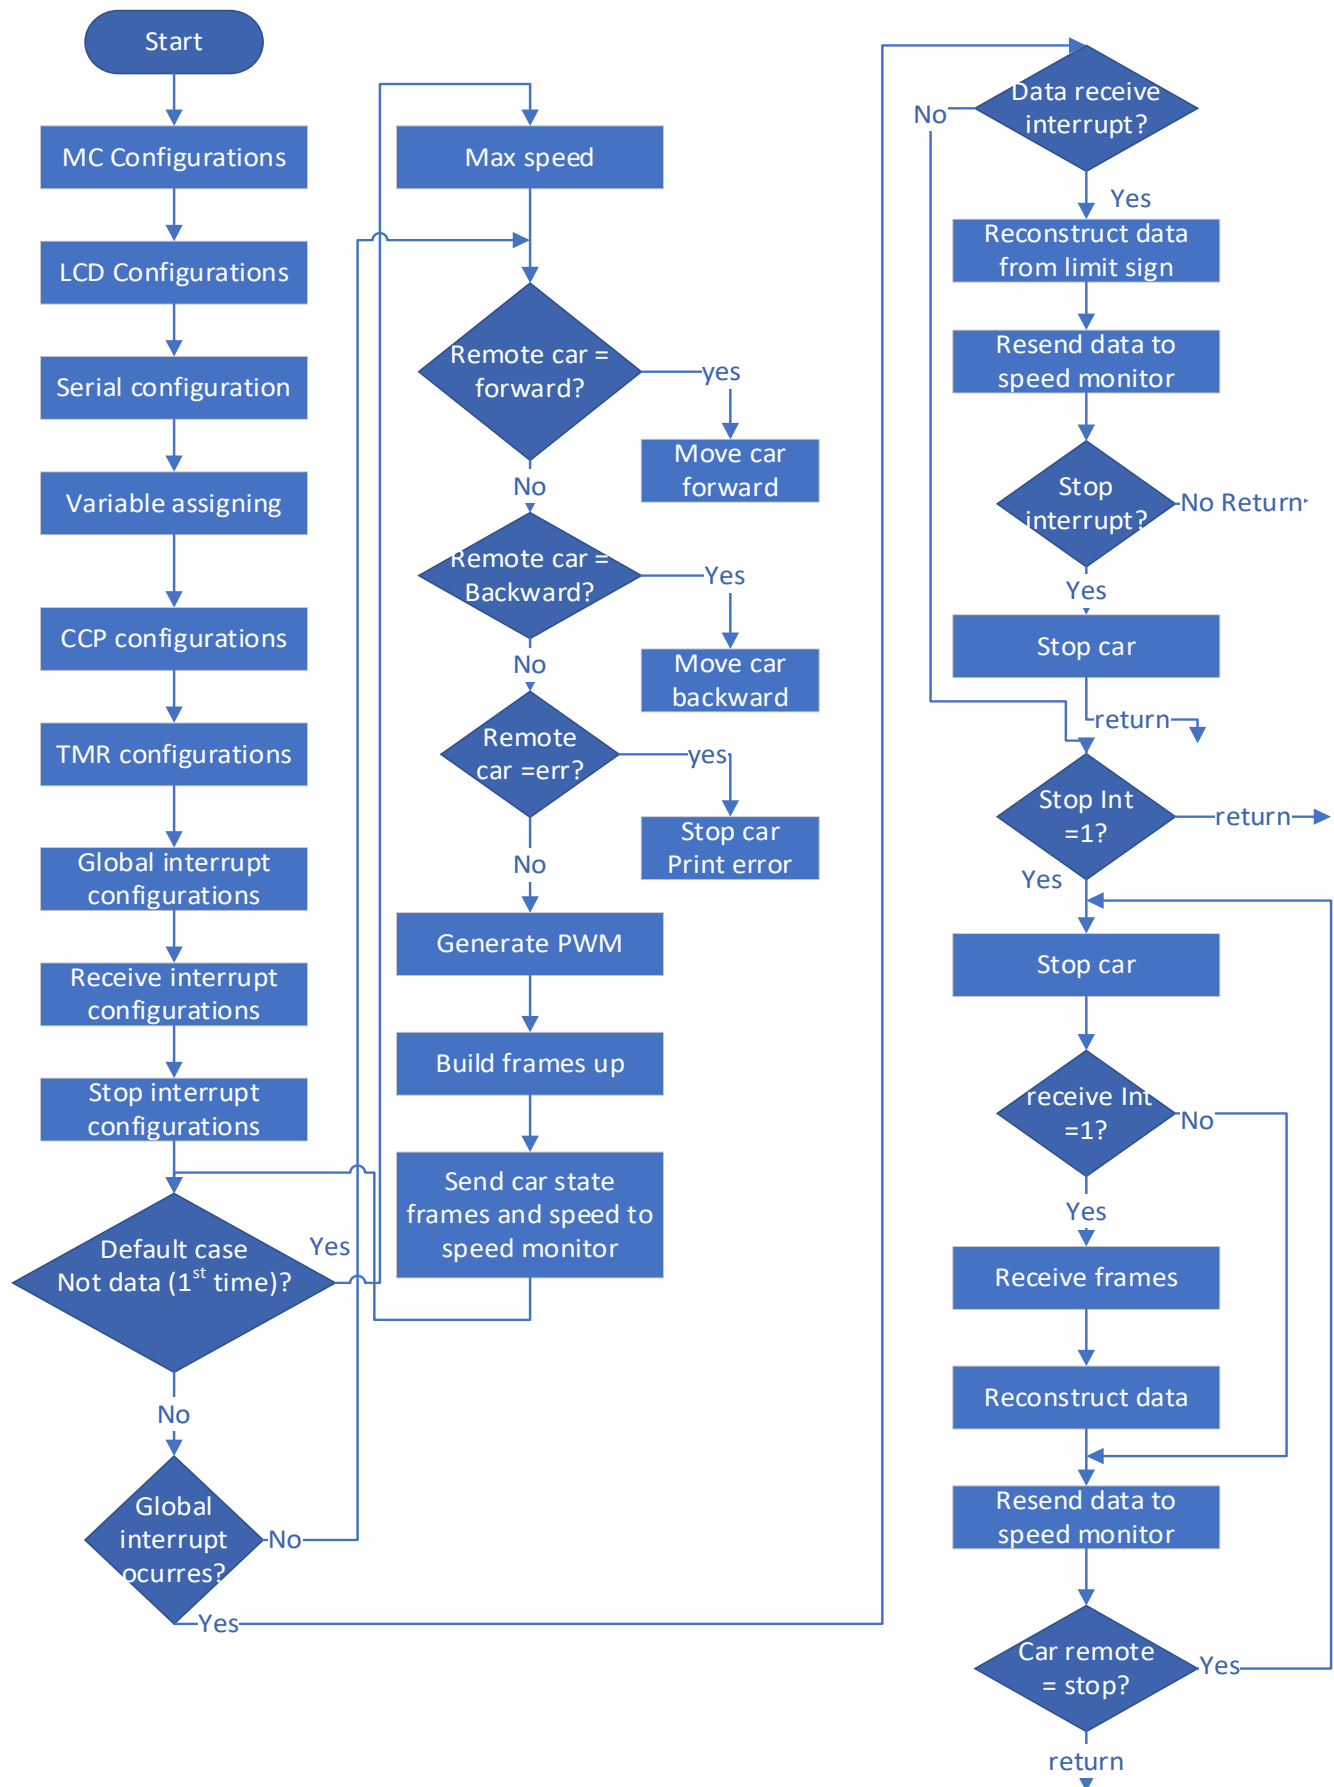 Start
MC Configurations
LCD Configurations
Serial configuration
Variable assigning
CCP configurations
TMR configurations
Global interrupt
configurations
Receive interrupt
configurations
Stop interrupt
configurations
Default case
Not data (1st time)?
Yes
No
Global
interrupt
ocurres?
No
Yes
Max speed
Remote car =
forward?
yes
Move car
forward
No
Remote car =
Backward?
Yes
Move car
backward
No
Remote
car =err?
yes
Stop car
Print error
No
Generate PWM
Build frames up
Send car state
frames and speed to
speed monitor
Data receive
interrupt?
No
Yes
Reconstruct data
from limit sign
Resend data to
speed monitor
Stop
interrupt?
No Return
Yes
Stop car
return
Stop Int
=1?
return
Yes
Stop car
receive Int
=1?
No
Yes
Receive frames
Reconstruct data
Resend data to
speed monitor
Car remote
= stop?
Yes
return